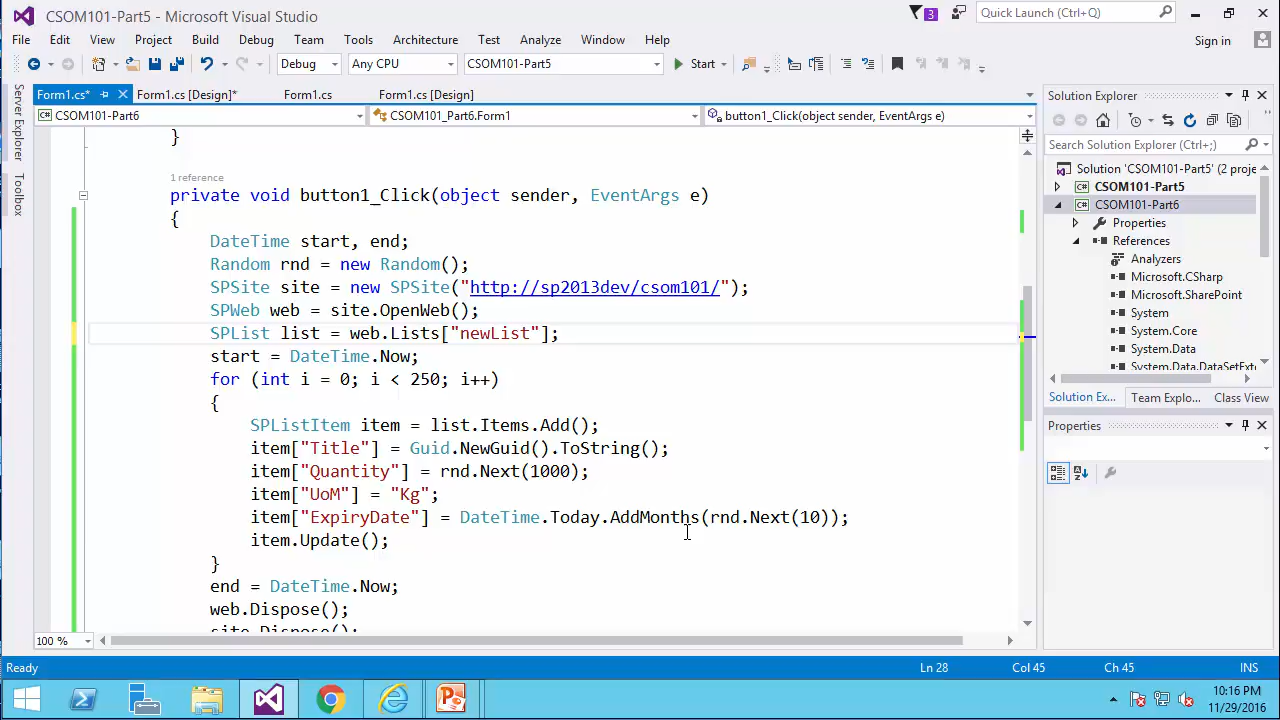 CSOM101-Part5 - Microsoft Visual Studio
3
Quick Launch (Ctrl+Q)
File Edit View Project Build Debug Team Tools Architecture Test Analyze Window Help
Sign in
Debug Any CPU CSOM101-Part5 Start
Form1.cs* Form1.cs [Design]* Form1.cs Form1.cs [Design]
CSOM101-Part6 CSOM101_Part6.Form1 button1_Click(object sender, EventArgs e)
Server Explorer
Toolbox
}
1 reference
private void button1_Click(object sender, EventArgs e)
{
DateTime start, end;
Random rnd = new Random();
SPSite site = new SPSite("http://sp2013dev/csom101/");
SPWeb web = site.OpenWeb();
SPList list = web.Lists["newList"];
start = DateTime.Now;
for (int i = 0; i < 250; i++)
{
SPListItem item = list.Items.Add();
item["Title"] = Guid.NewGuid().ToString();
item["Quantity"] = rnd.Next(1000);
item["UoM"] = "Kg";
item["ExpiryDate"] = DateTime.Today.AddMonths(rnd.Next(10));
item.Update();
}
end = DateTime.Now;
web.Dispose();
site.Dispose();
100 %
Solution Explorer
Search Solution Explorer (Ctrl+;)
Solution 'CSOM101-Part5' (2 proje
CSOM101-Part5
CSOM101-Part6
Properties
References
Analyzers
Microsoft.CSharp
Microsoft.SharePoint
System
System.Core
System.Data
System.Data.DataSetExt
Solution Ex... Team Explo... Class View
Properties
Ready Ln 28 Col 45 Ch 45 INS
10:16 PM
11/29/2016